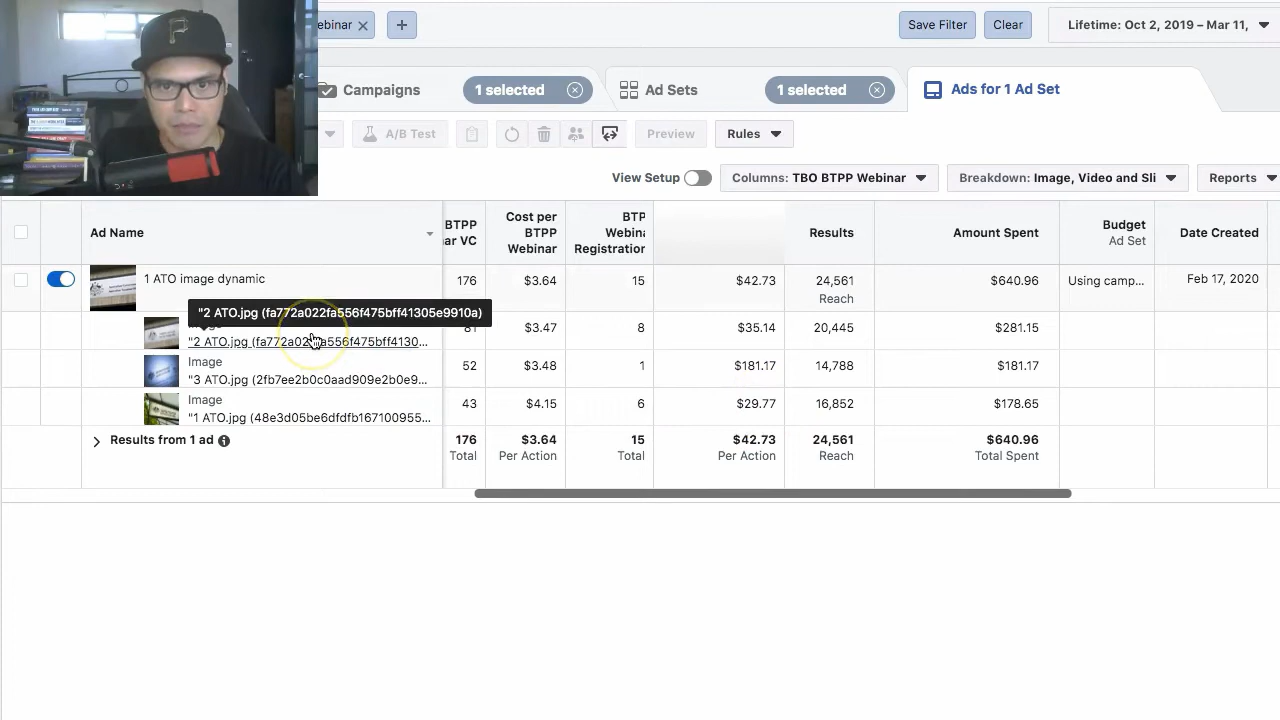 ebinar
+
Save Filter
Clear
Lifetime: Oct 2, 2019 – Mar 11,
Campaigns
1 selected
Ad Sets
1 selected
Ads for 1 Ad Set
A/B Test
Preview
Rules
View Setup
Columns: TBO BTPP Webinar
Breakdown: Image, Video and Sli
Reports
Ad Name
BTPP
ar VC
Cost per
BTPP
Webinar
BTP
Webina
Registration
Results
Amount Spent
Budget
Ad Set
Date Created
1 ATO image dynamic
176
$3.64
15
$42.73
24,561
Reach
$640.96
Using camp...
Feb 17, 2020
"2 ATO.jpg (fa772a022fa556f475bff41305e9910a)
"2 ATO.jpg (fa772a022fa556f475bff4130...
81
$3.47
8
$35.14
20,445
$281.15
Image
"3 ATO.jpg (2fb7ee2b0c0aad909e2b0e9...
52
$3.48
1
$181.17
14,788
$181.17
Image
"1 ATO.jpg (48e3d05be6dfdfb167100955...
43
$4.15
6
$29.77
16,852
$178.65
Results from 1 ad
176
Total
$3.64
Per Action
15
Total
$42.73
Per Action
24,561
Reach
$640.96
Total Spent